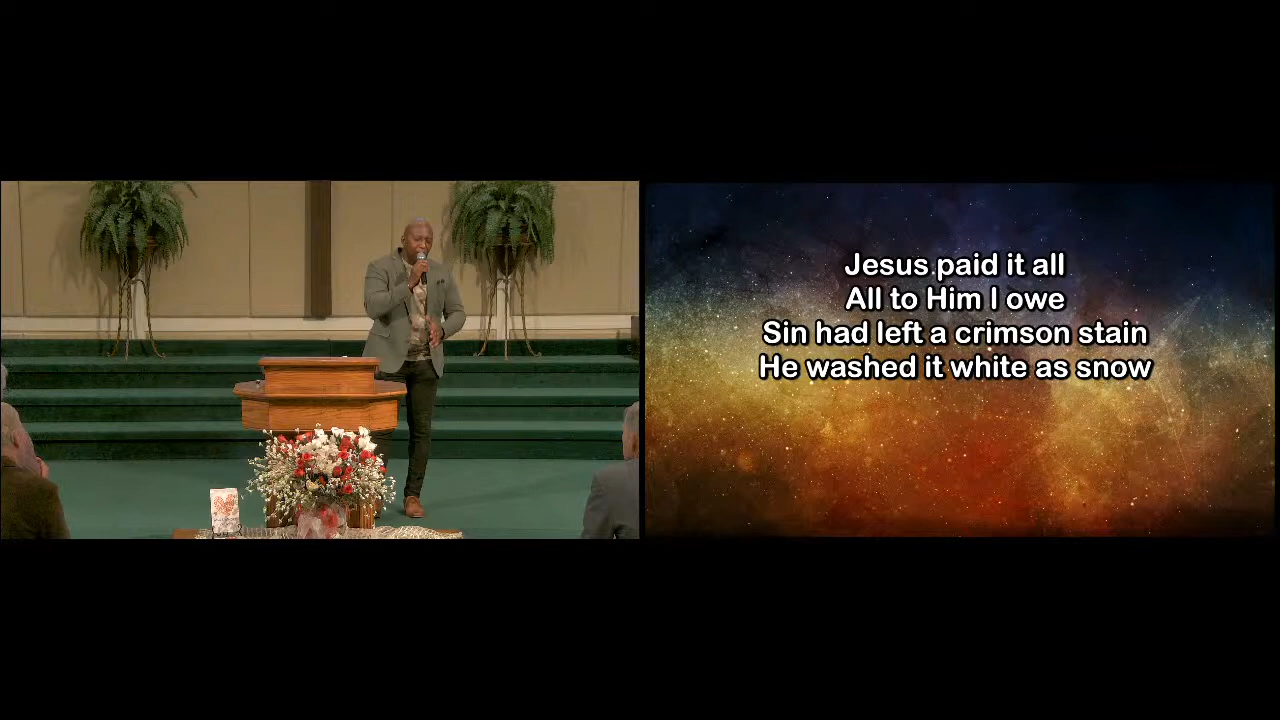 Jesus paid it all
All to Him I owe
Sin had left a crimson stain
He washed it white as snow